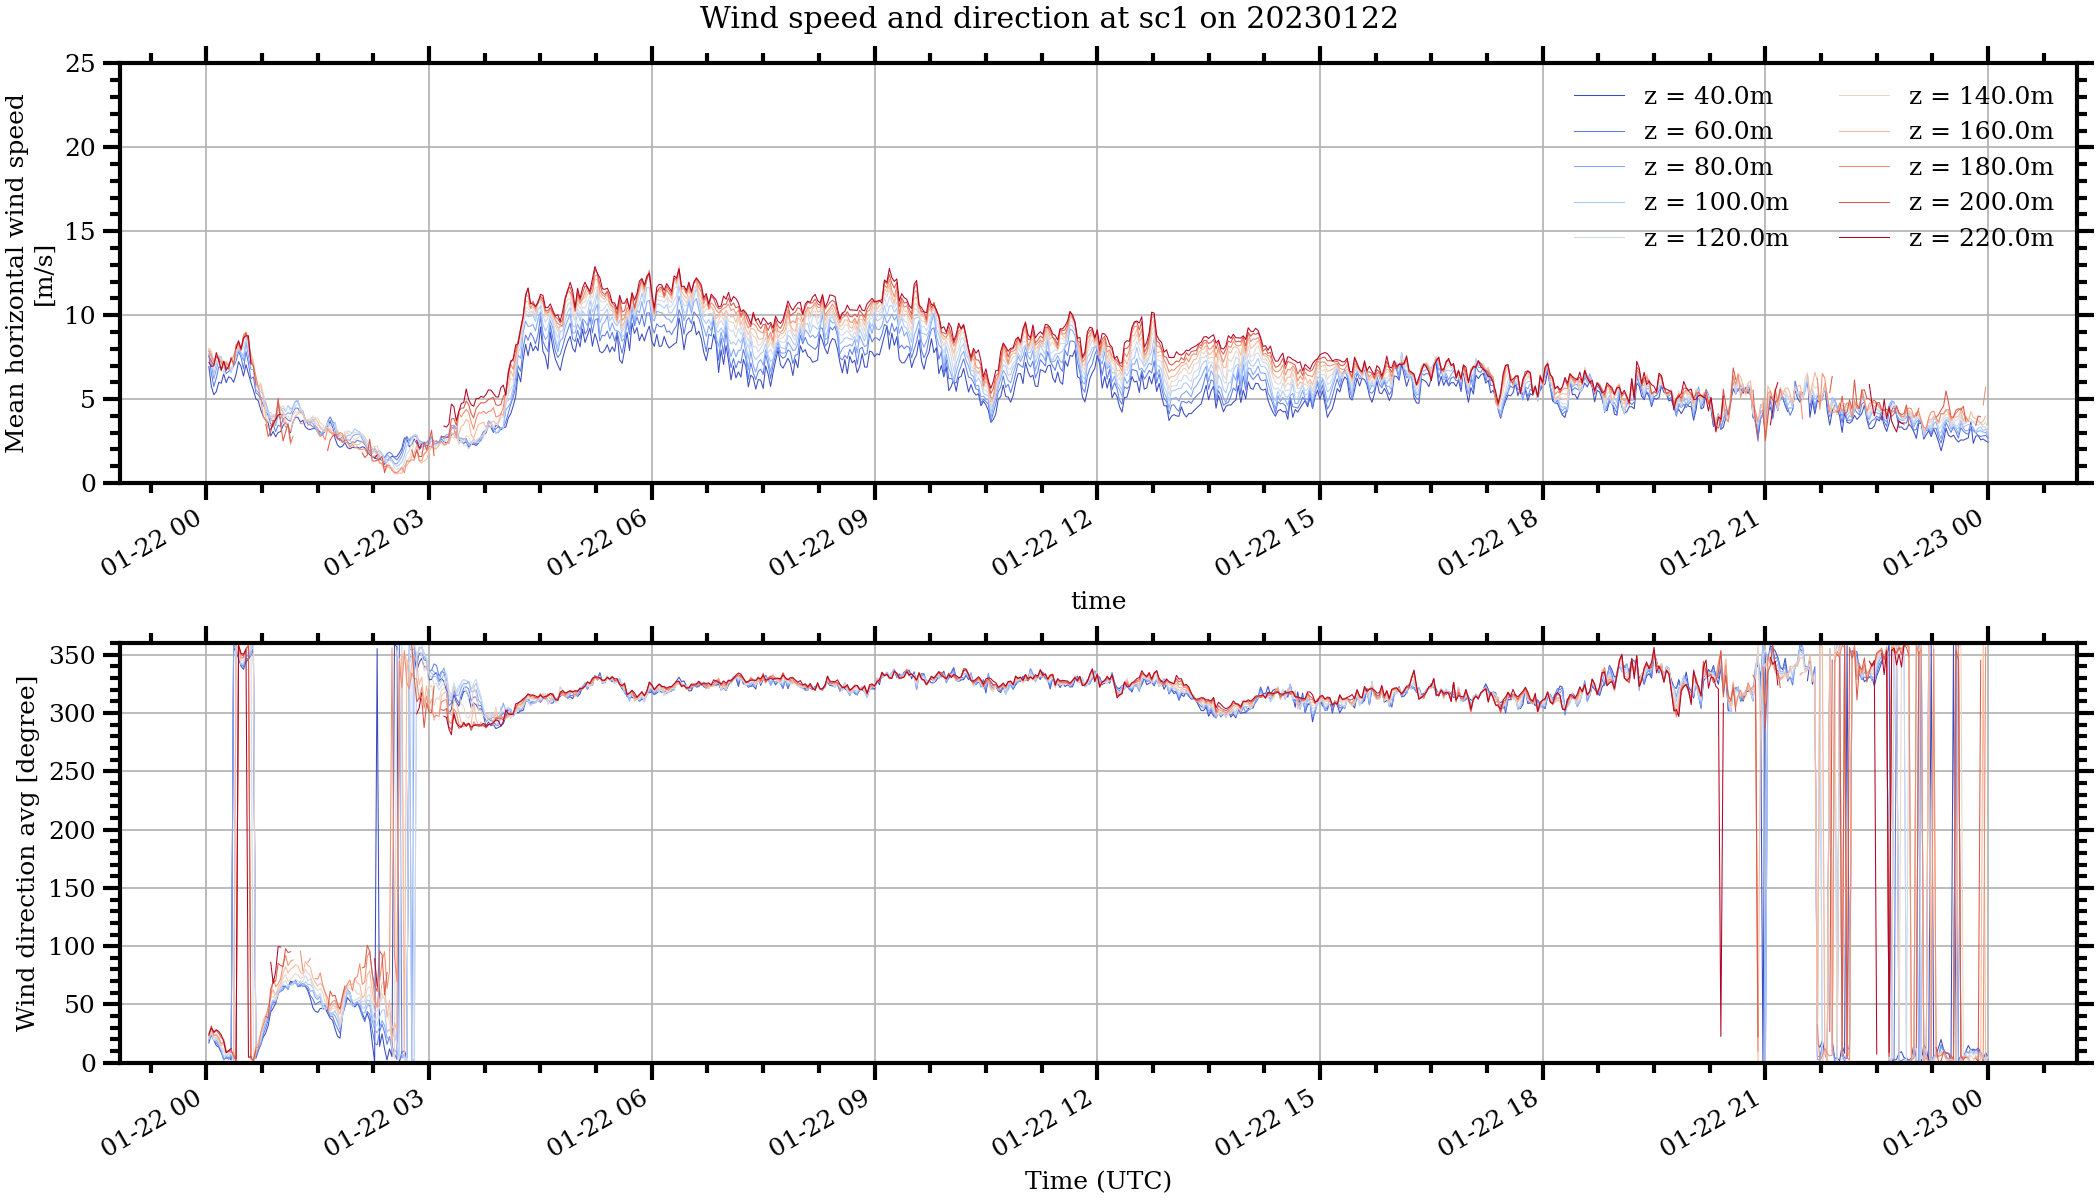 Wind speed and direction at sc1 on 20230122
Mean horizontal wind speed
[m/s]
25
20
15
10
5
0
z = 40.0m
z = 60.0m
z = 80.0m
z = 100.0m
z = 120.0m
z = 140.0m
z = 160.0m
z = 180.0m
z = 200.0m
z = 220.0m
01-22 00
01-22 03
01-22 06
01-22 09
01-22 12
01-22 15
01-22 18
01-22 21
01-23 00
time
Wind direction avg [degree]
350
300
250
200
150
100
50
0
01-22 00
01-22 03
01-22 06
01-22 09
01-22 12
01-22 15
01-22 18
01-22 21
01-23 00
Time (UTC)